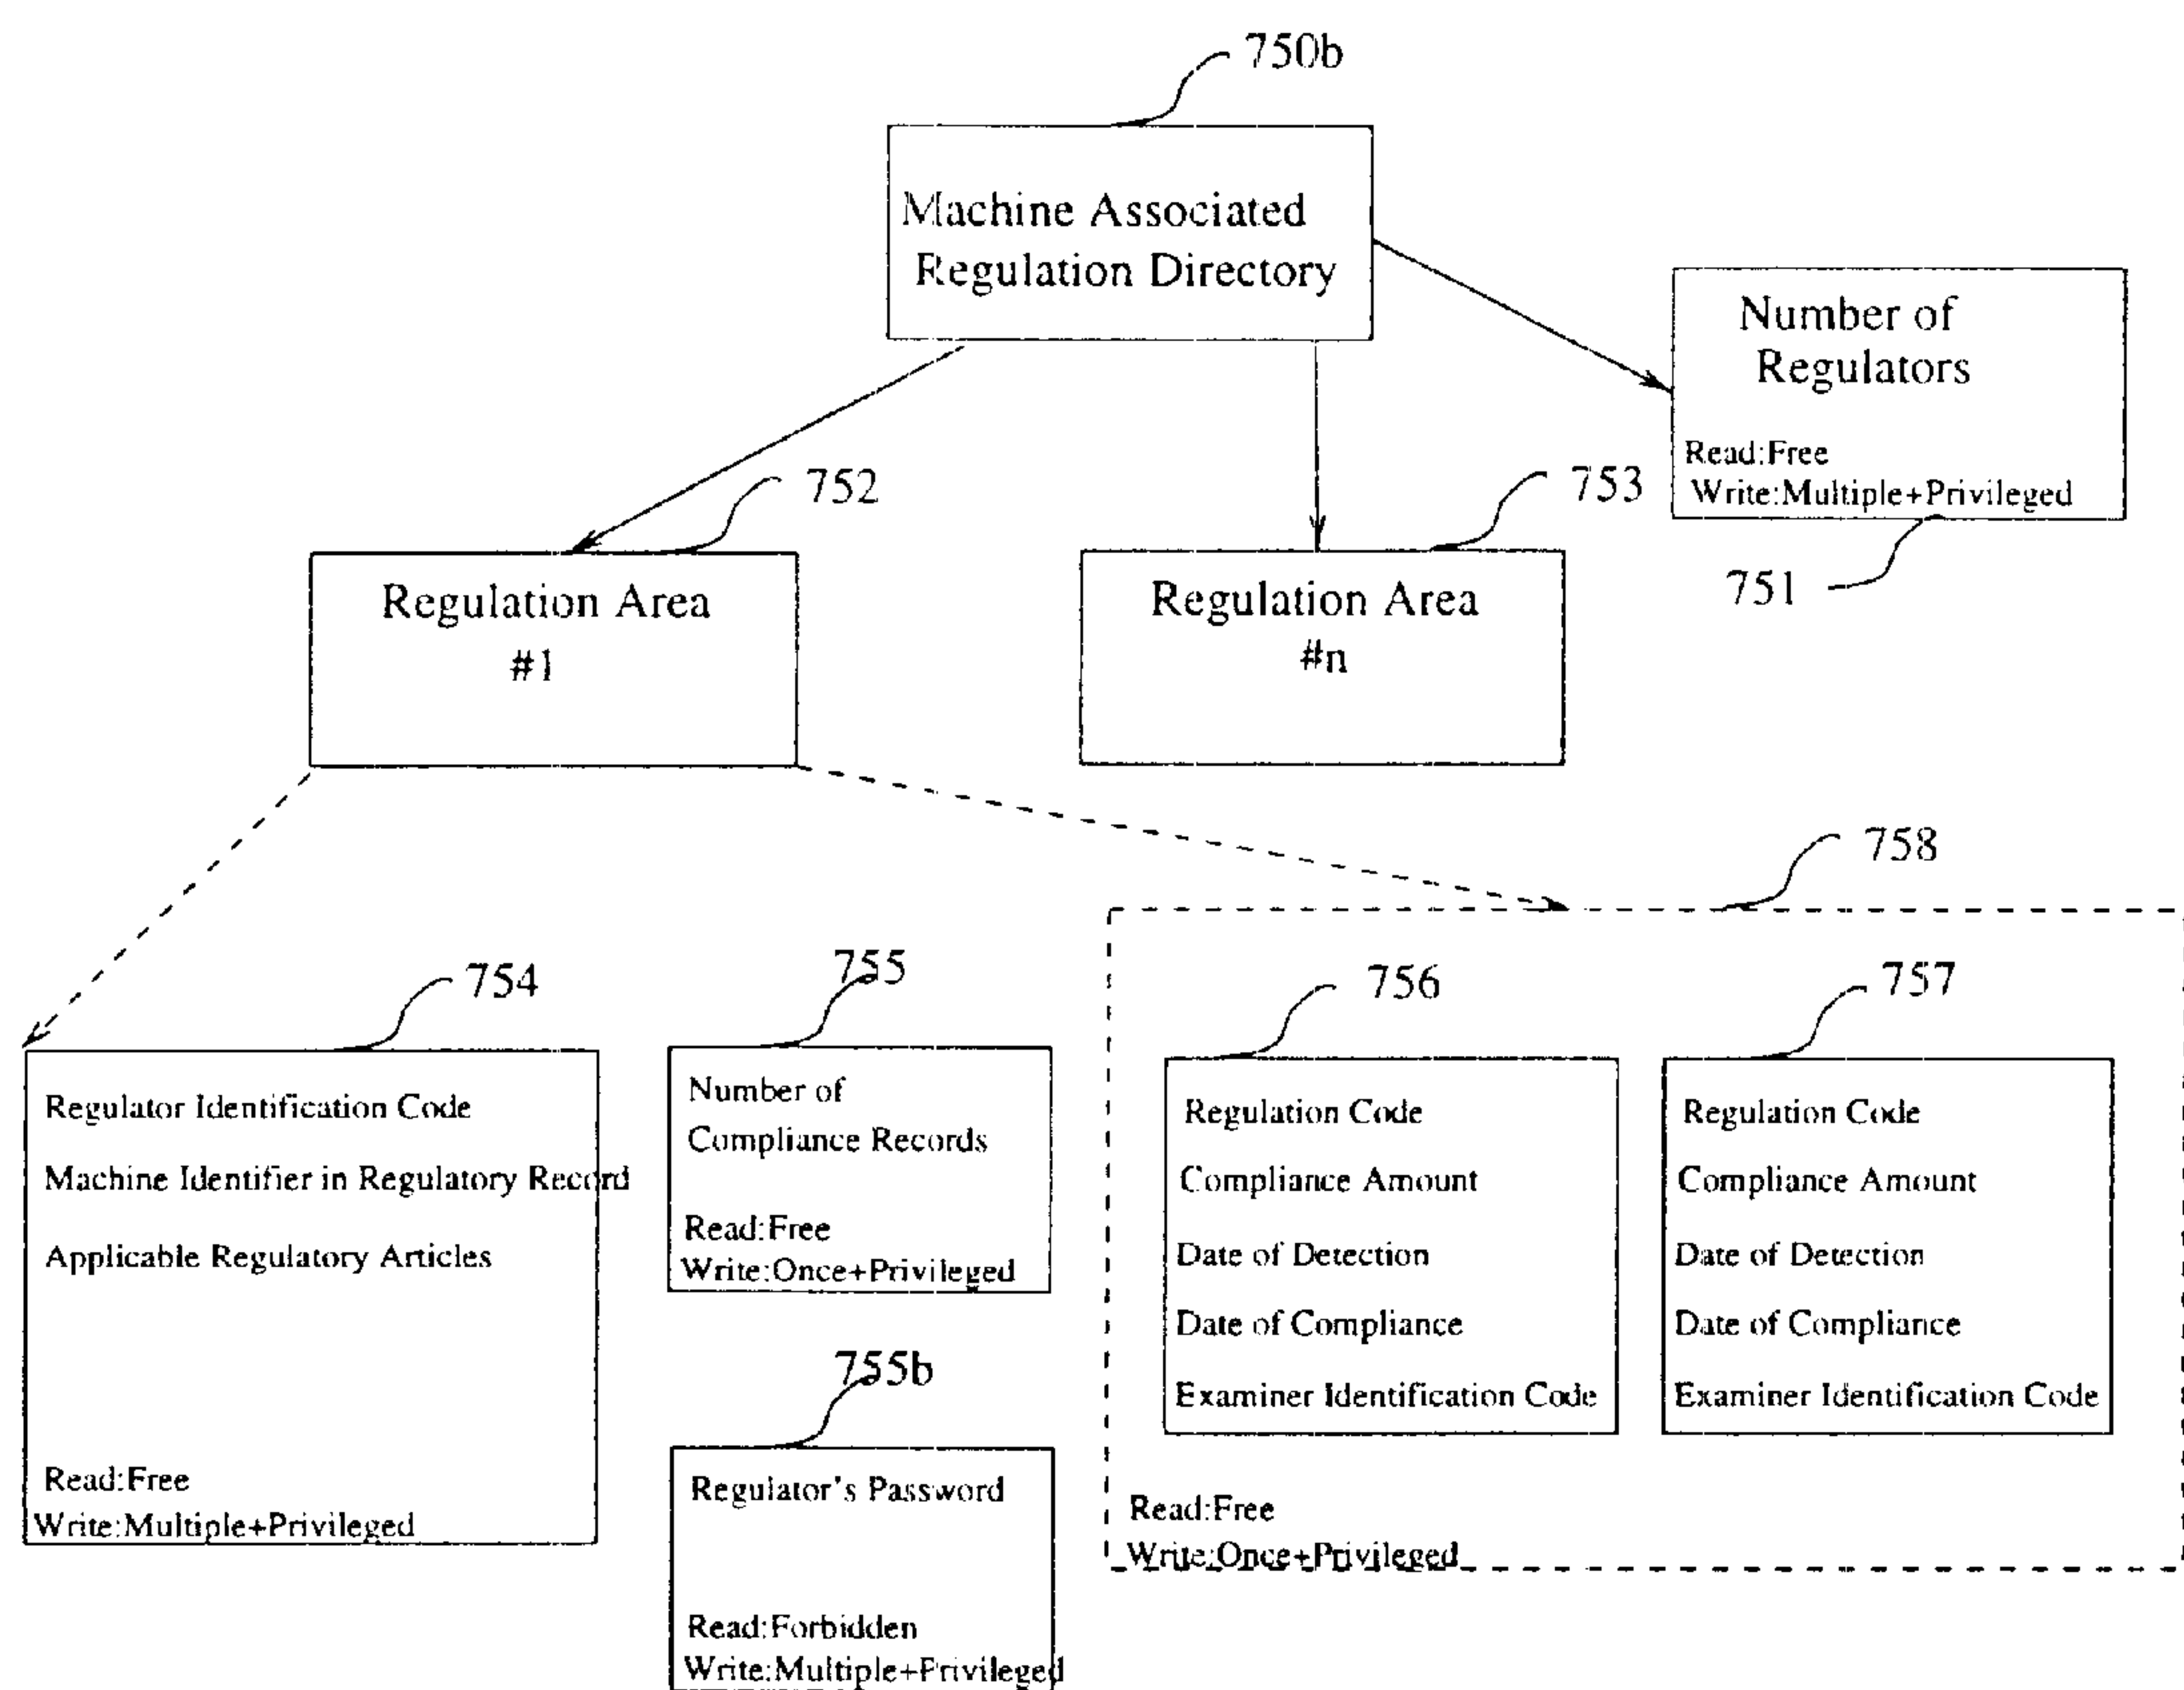 750b
Machine Associated
Regulation Directory
Number of
Regulators
Read:Free
Write:Multiple+Privileged
751
752
753
Regulation Area
#1
Regulation Area
#n
758
754
Regulator Identification Code
Machine Identifier in Regulatory Record
Applicable Regulatory Articles
Read:Free
Write:Multiple+Privileged
755
Number of
Compliance Records
Read:Free
Write:Once+Privileged
755b
Regulator's Password
Read:Forbidden
Write:Multiple+Privileged
756
Regulation Code
Compliance Amount
Date of Detection
Date of Compliance
Examiner Identification Code
757
Regulation Code
Compliance Amount
Date of Detection
Date of Compliance
Examiner Identification Code
Read:Free
Write:Once+Privileged